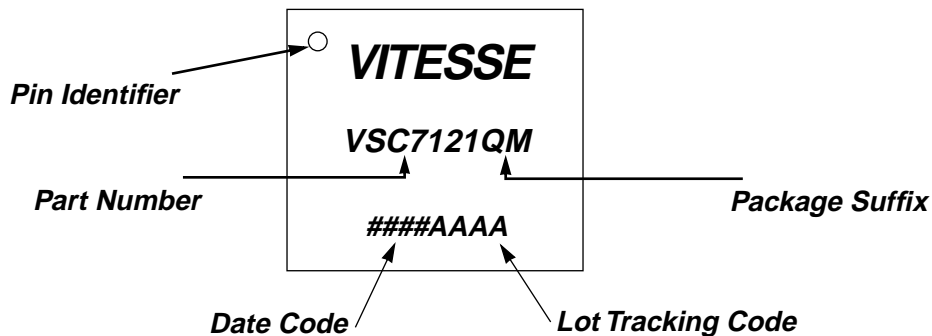 VITESSE
Pin Identifier
VSC7121QM
Part Number
Package Suffix
####AAAA
Date Code
Lot Tracking Code